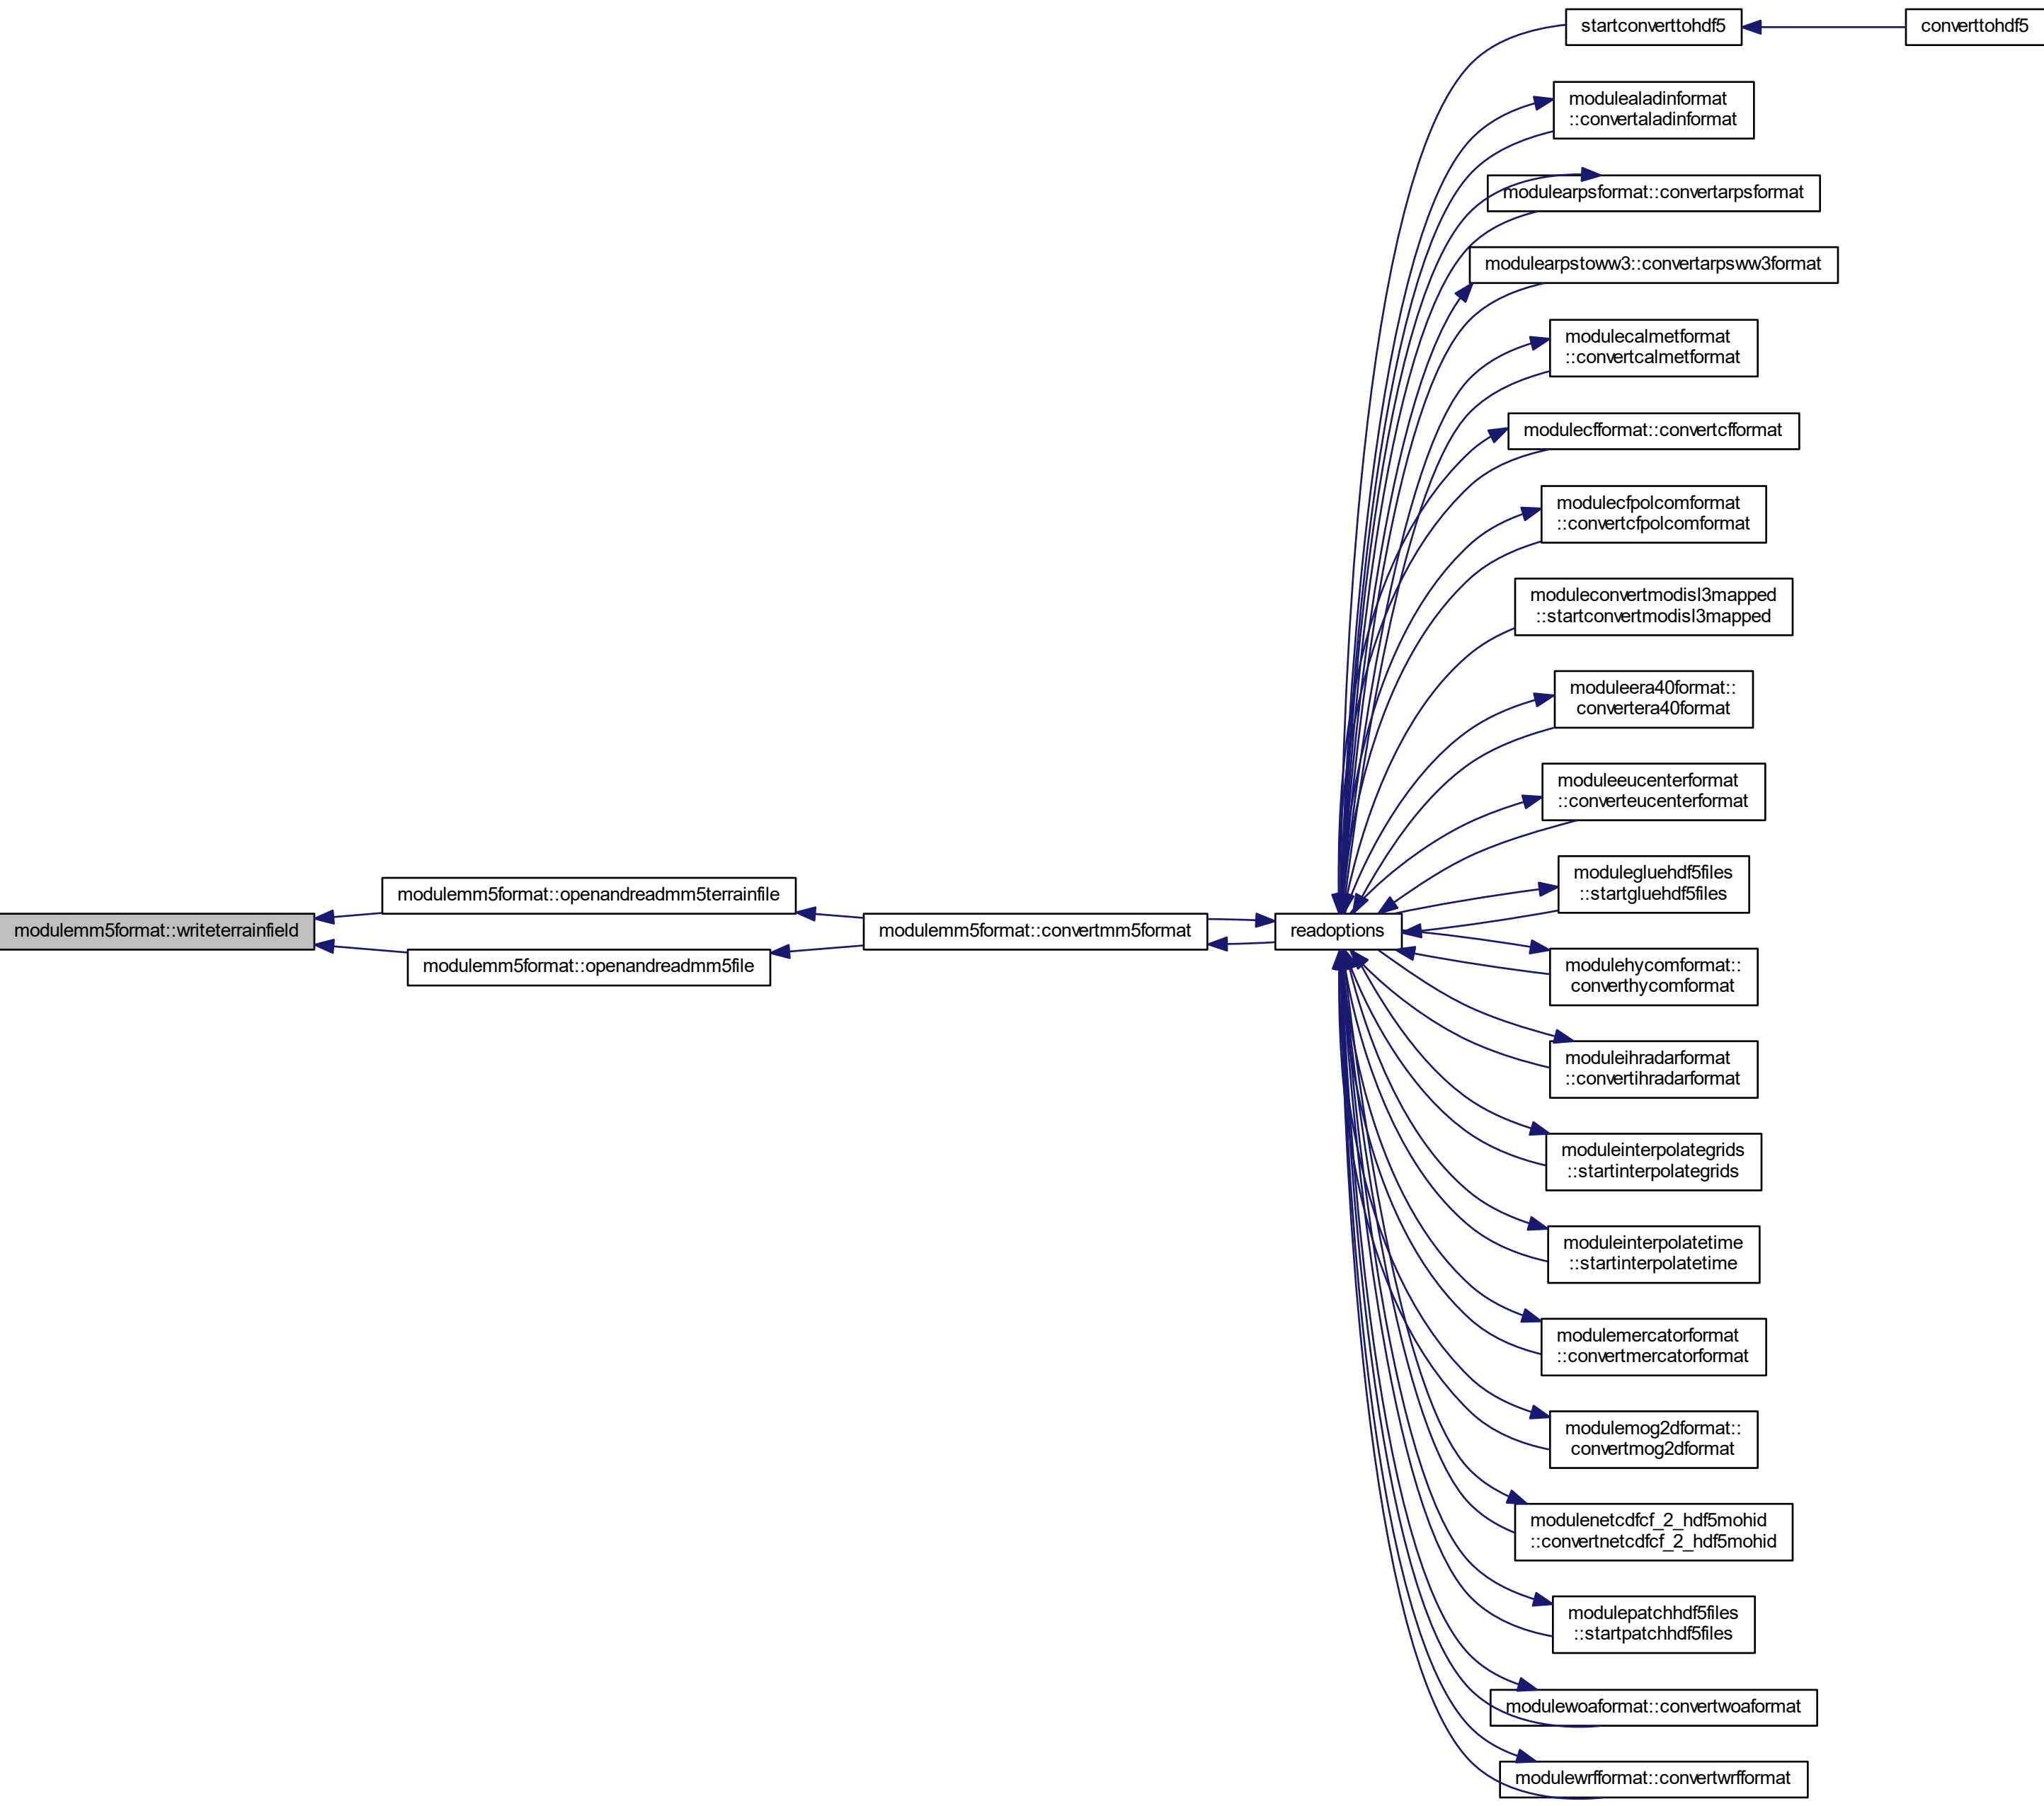 startconverttohdf5
converttohdf5
modulealadinformat
::convertaladinformat
modulearpsformat::convertarpsformat
modulearpstoww3::convertarpsww3format
modulecalmetformat
::convertcalmetformat
modulecfformat::convertcfformat
modulecfpolcomformat
::convertcfpolcomformat
moduleconvertmodisl3mapped
::startconvertmodisl3mapped
moduleera40format::
convertera40format
moduleeucenterformat
::converteucenterformat
modulegluehdf5files
::startgluehdf5files
modulemm5format::openandreadmm5terrainfile
modulemm5format::writeterrainfield
modulemm5format::convertmm5format
readoptions
modulemm5format::openandreadmm5file
modulehycomformat::
converthycomformat
moduleihradarformat
::convertihradarformat
moduleinterpolategrids
::startinterpolategrids
moduleinterpolatetime
::startinterpolatetime
modulemercatorformat
::convertmercatorformat
modulemog2dformat::
convertmog2dformat
modulenetcdfcf_2_hdf5mohid
::convertnetcdfcf_2_hdf5mohid
modulepatchhdf5files
::startpatchhdf5files
modulewoaformat::convertwoaformat
modulewrfformat::convertwrfformat